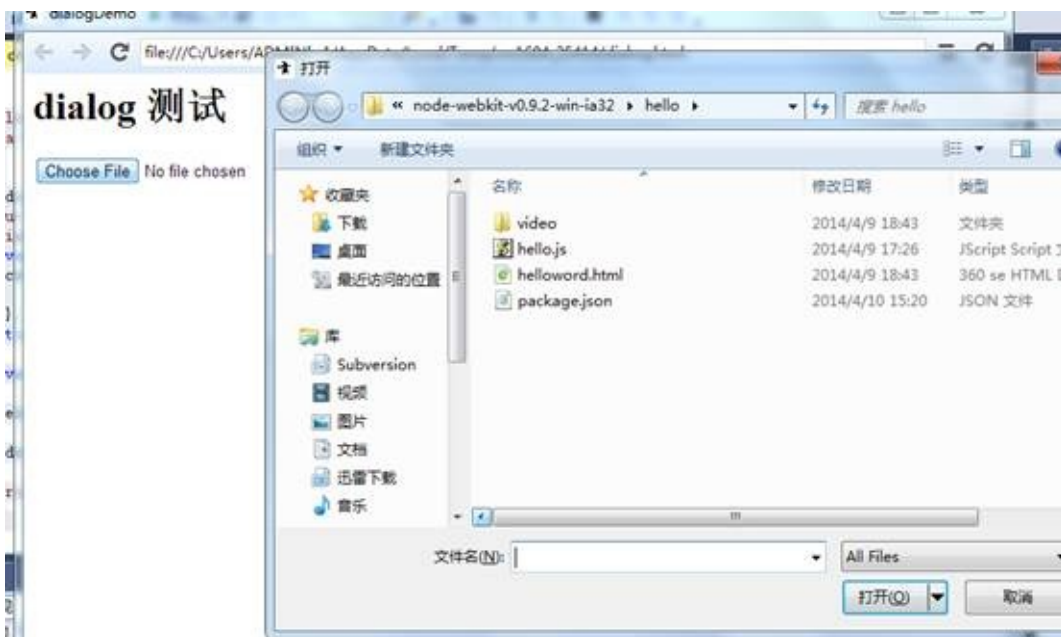 dialogDemo
file:///C:/Users/
打开
« node-webkit-v0.9.2-win-ia32 ▸ hello ▸
搜索 hello
dialog 测试
组织 新建文件夹
Choose File No file chosen
名称 修改日期 类型
收藏夹
下载
桌面
最近访问的位置
video 2014/4/9 18:43 文件夹
hello.js 2014/4/9 17:26 JScript Script
helloword.html 2014/4/9 18:43 360 se HTML
package.json 2014/4/10 15:20 JSON 文件
库
Subversion
视频
图片
文档
迅雷下载
音乐
文件名(N): All Files
打开(O) 取消